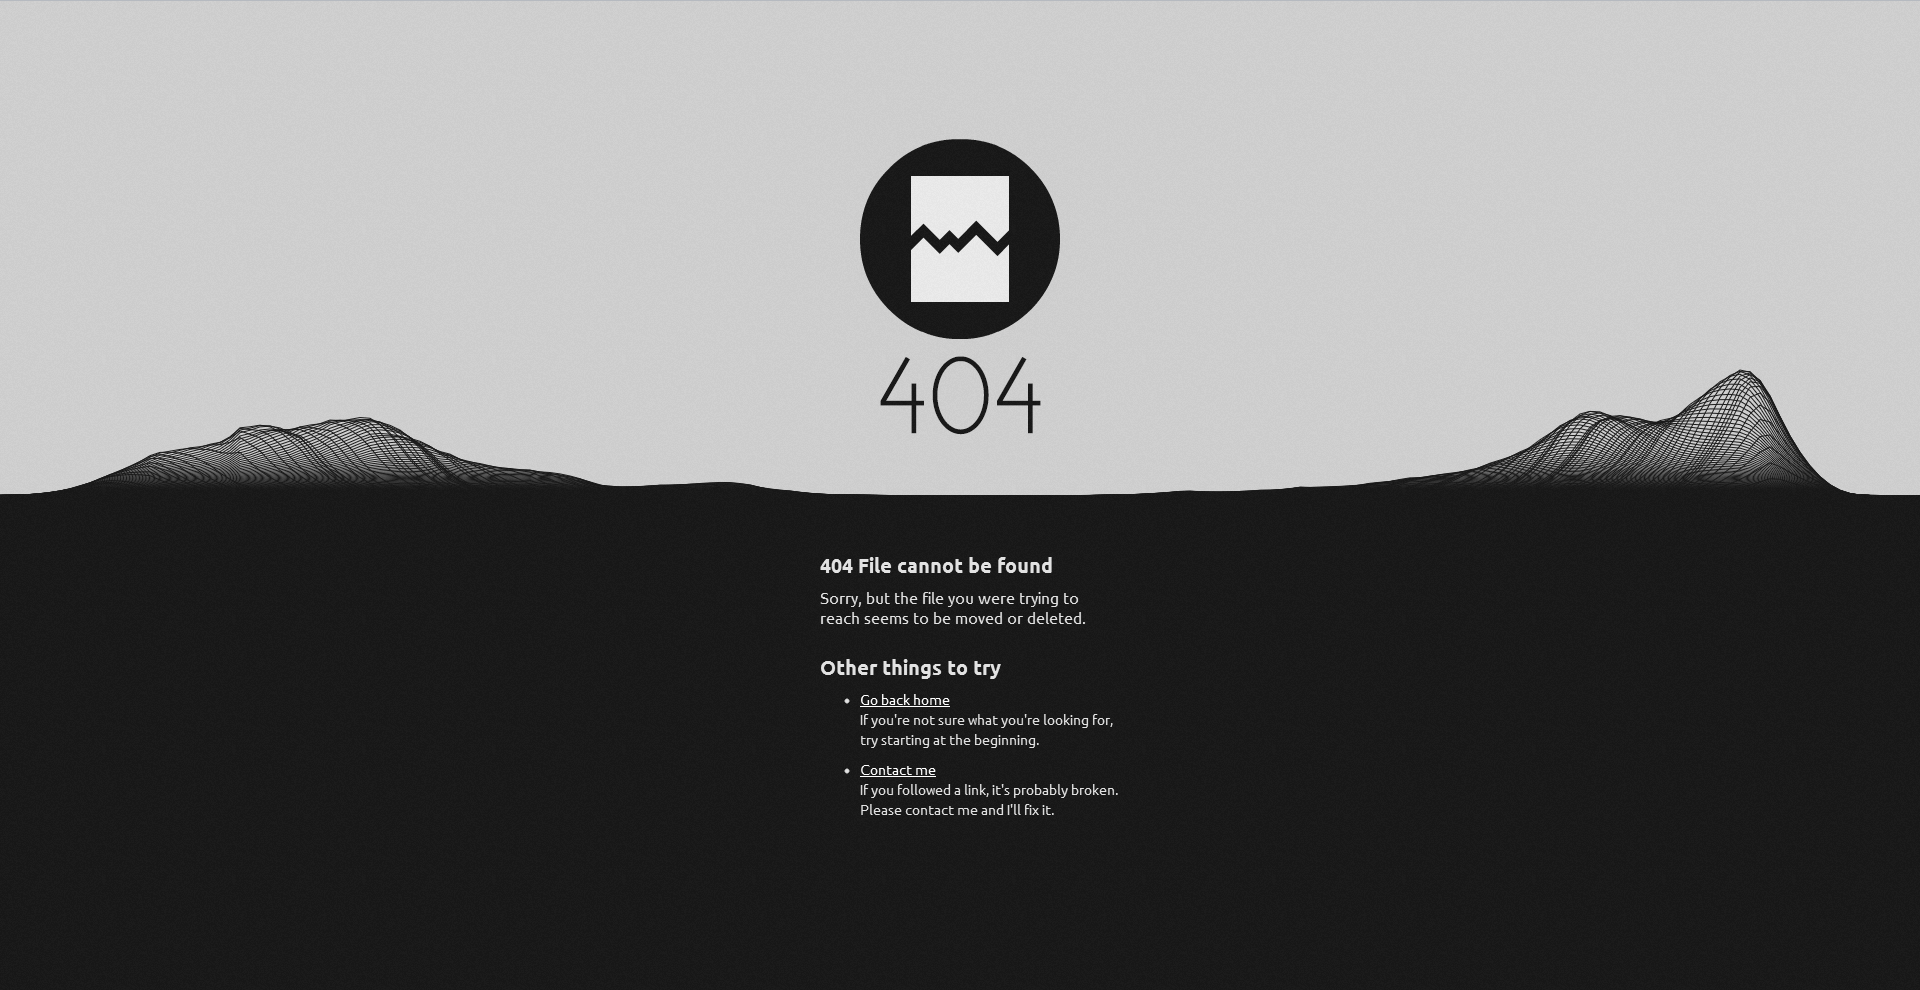 404
404 File cannot be found
Sorry, but the file you were trying to
reach seems to be moved or deleted.
Other things to try
Go back home
If you're not sure what you're looking for,
try starting at the beginning.
Contact me
If you followed a link, it's probably broken.
Please contact me and I'll fix it.